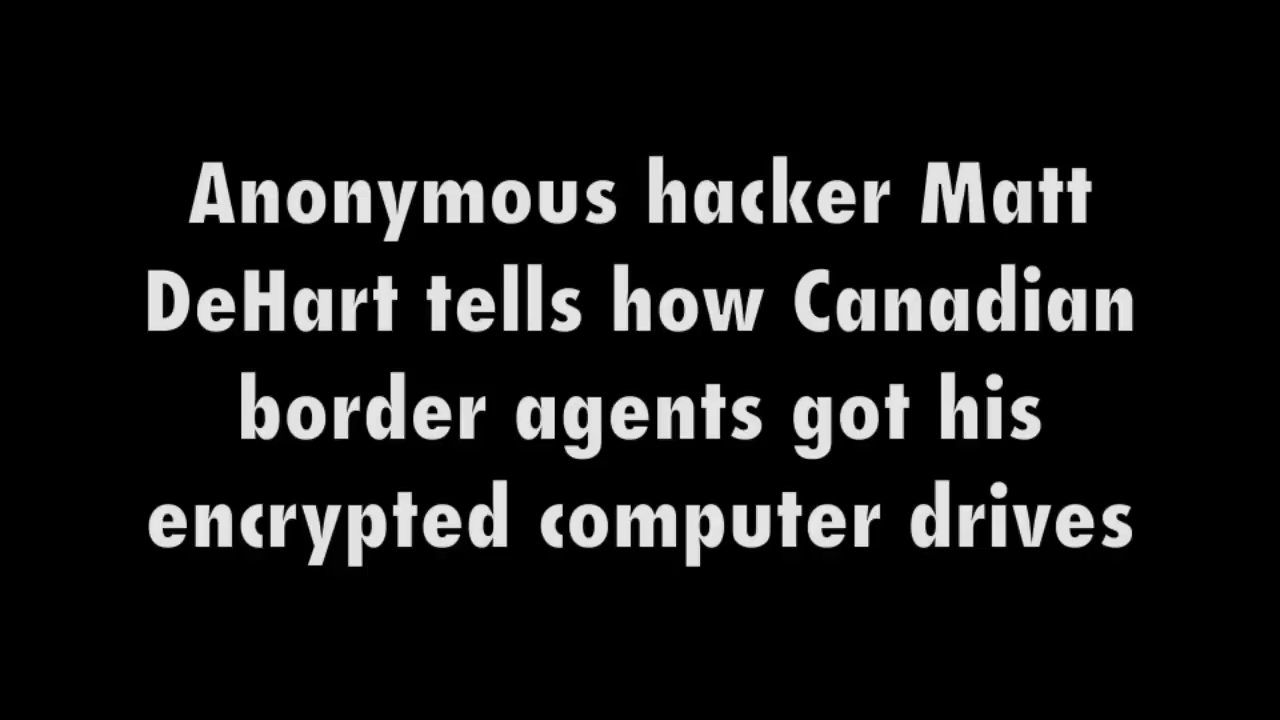 Anonymous hacker Matt
DeHart tells how Canadian
border agents got his
encrypted computer drives